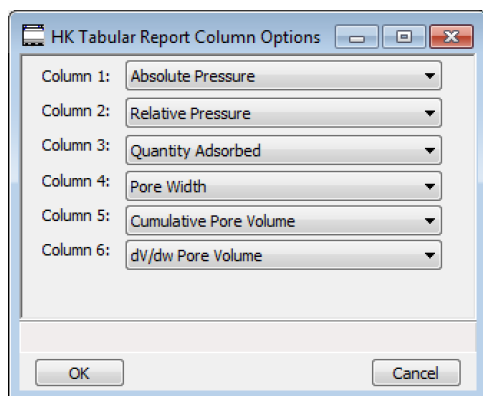 HK Tabular Report Column Options
Column 1: Absolute Pressure
Column 2: Relative Pressure
Column 3: Quantity Adsorbed
Column 4: Pore Width
Column 5: Cumulative Pore Volume
Column 6: dV/dw Pore Volume
OK Cancel